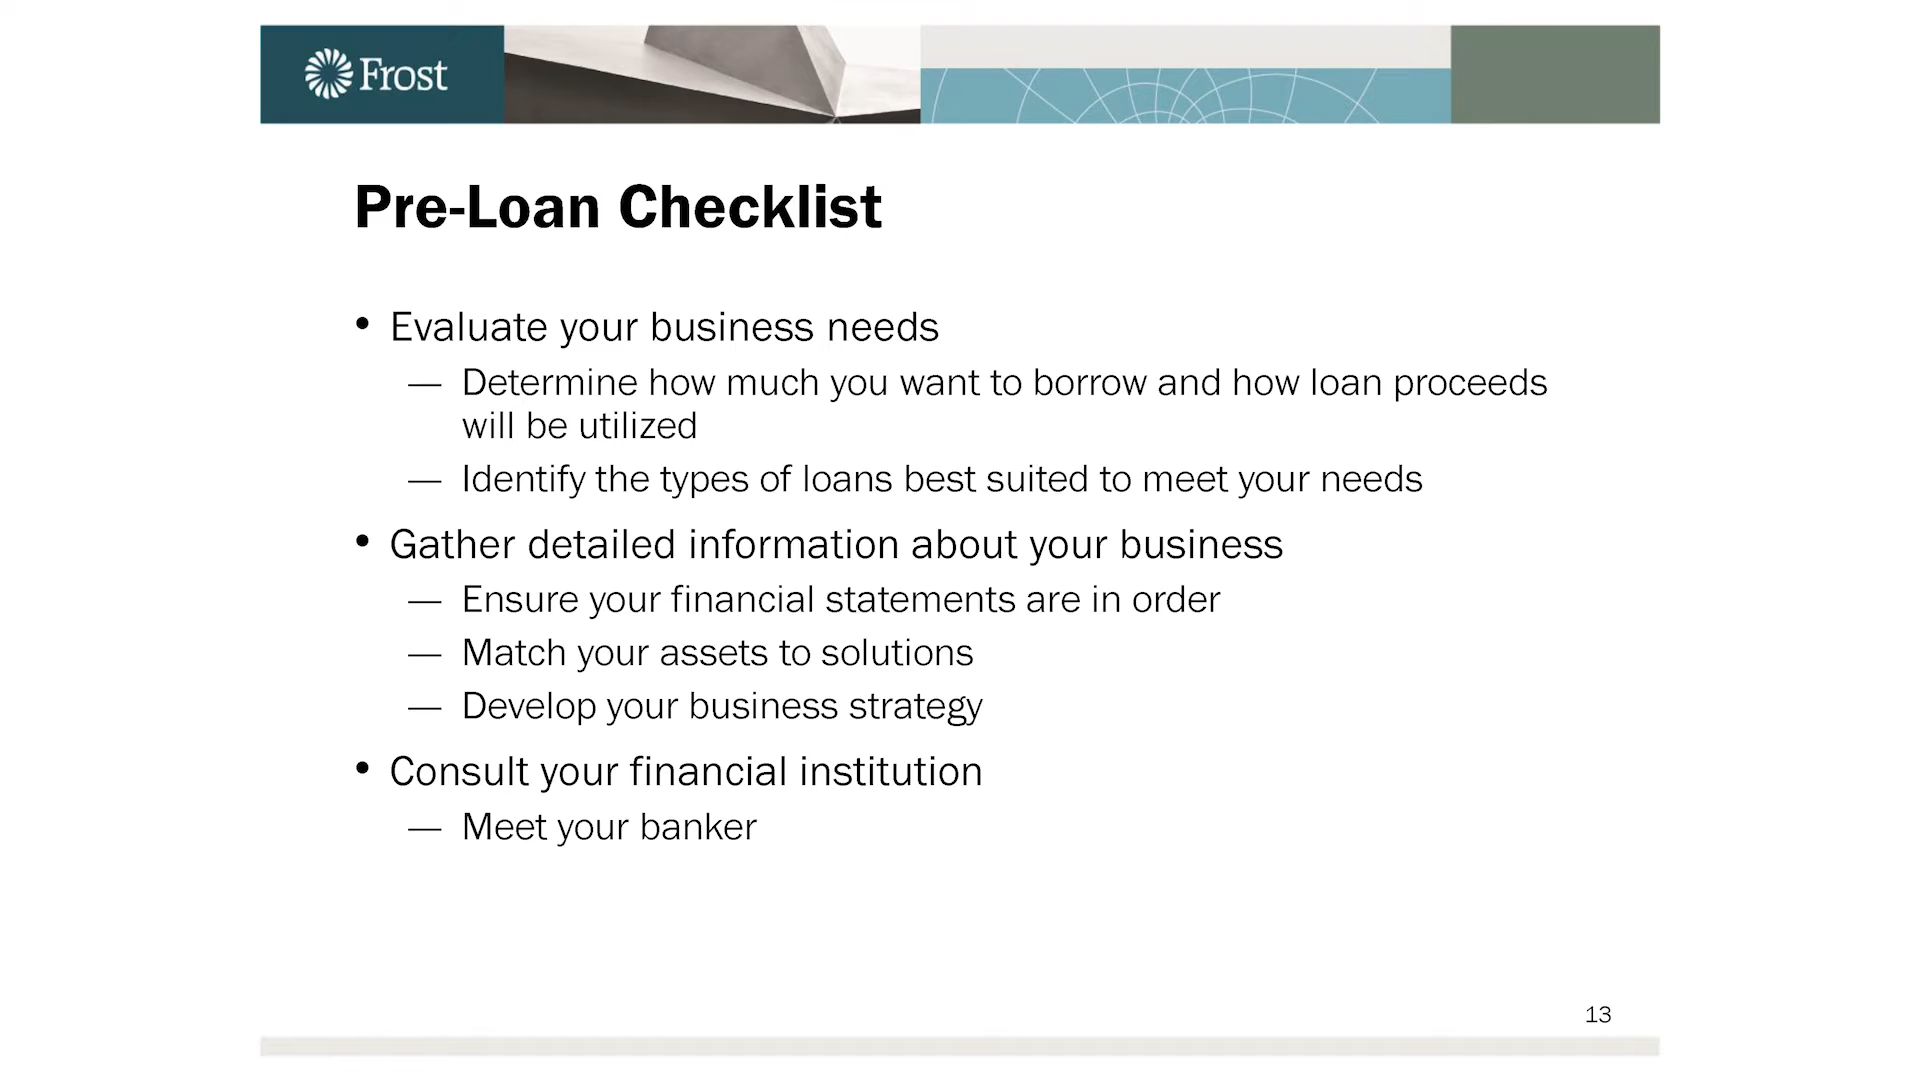 Frost
Pre-Loan Checklist
• Evaluate your business needs
— Determine how much you want to borrow and how loan proceeds
will be utilized
— Identify the types of loans best suited to meet your needs
• Gather detailed information about your business
— Ensure your financial statements are in order
— Match your assets to solutions
— Develop your business strategy
• Consult your financial institution
— Meet your banker
13